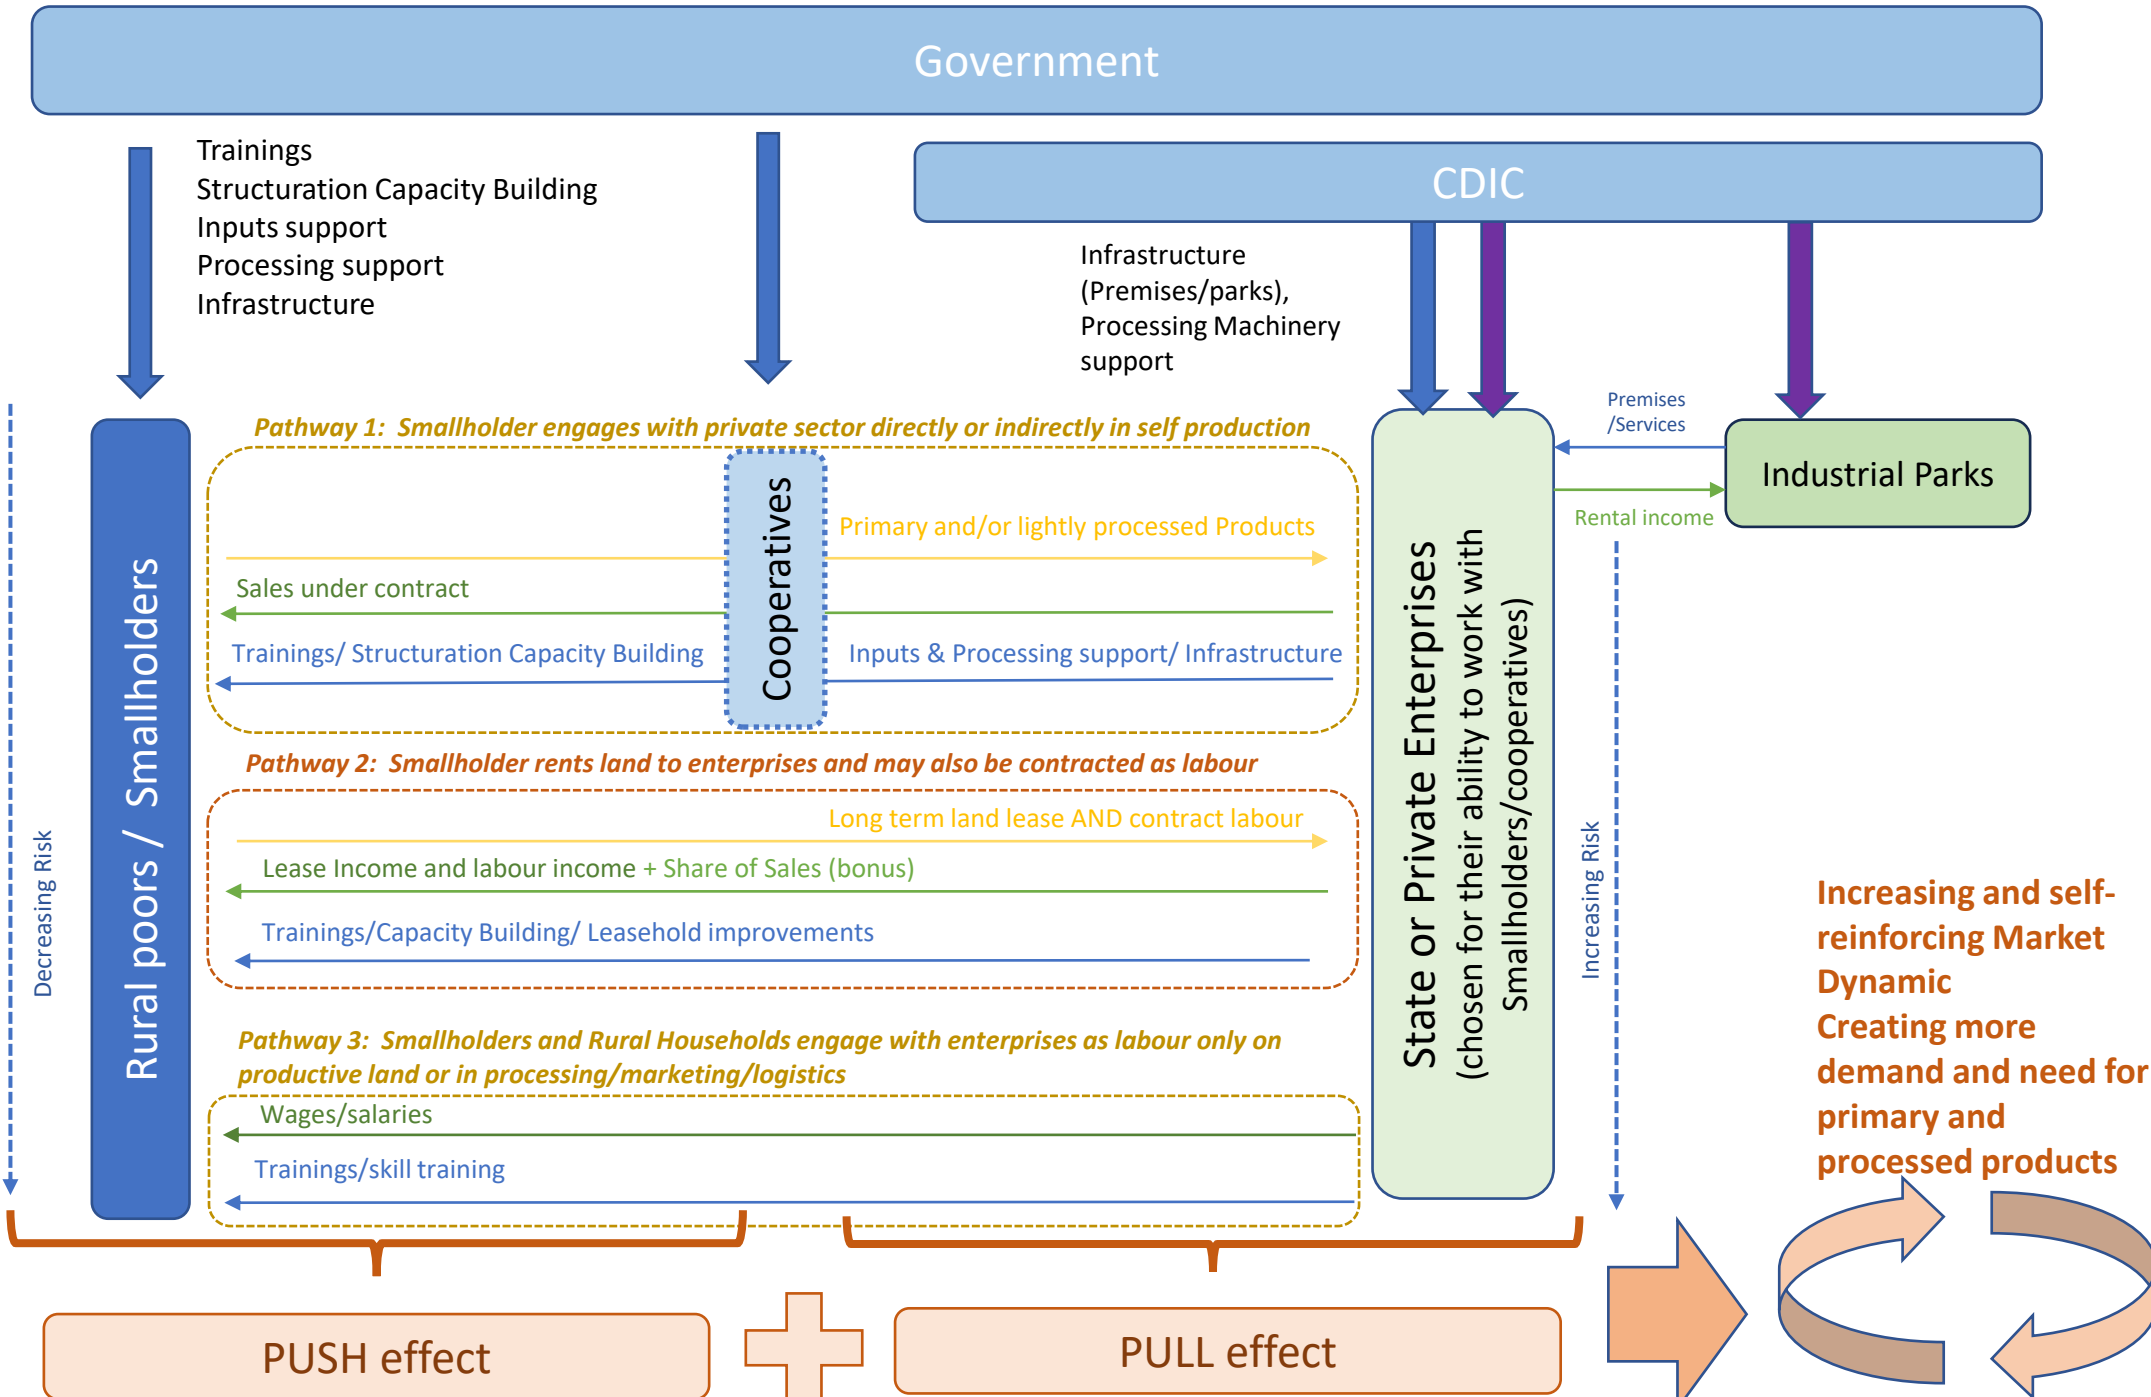 Government
Trainings
Structuration Capacity Building
Inputs support
Processing support
Infrastructure
CDIC
Infrastructure
(Premises/parks),
Processing Machinery
support
Premises
/Services
Industrial Parks
Rental income
Decreasing Risk
Rural poors / Smallholders
Pathway 1: Smallholder engages with private sector directly or indirectly in self production
Cooperatives
Primary and/or lightly processed Products
Sales under contract
Trainings/ Structuration Capacity Building
Inputs & Processing support/ Infrastructure
Pathway 2: Smallholder rents land to enterprises and may also be contracted as labour
Long term land lease AND contract labour
Lease Income and labour income + Share of Sales (bonus)
Trainings/Capacity Building/ Leasehold improvements
Pathway 3: Smallholders and Rural Households engage with enterprises as labour only on
productive land or in processing/marketing/logistics
Wages/salaries
Trainings/skill training
State or Private Enterprises
(chosen for their ability to work with
Smallholders/cooperatives)
Increasing Risk
Increasing and self-
reinforcing Market
Dynamic
Creating more
demand and need for
primary and
processed products
PUSH effect
PULL effect